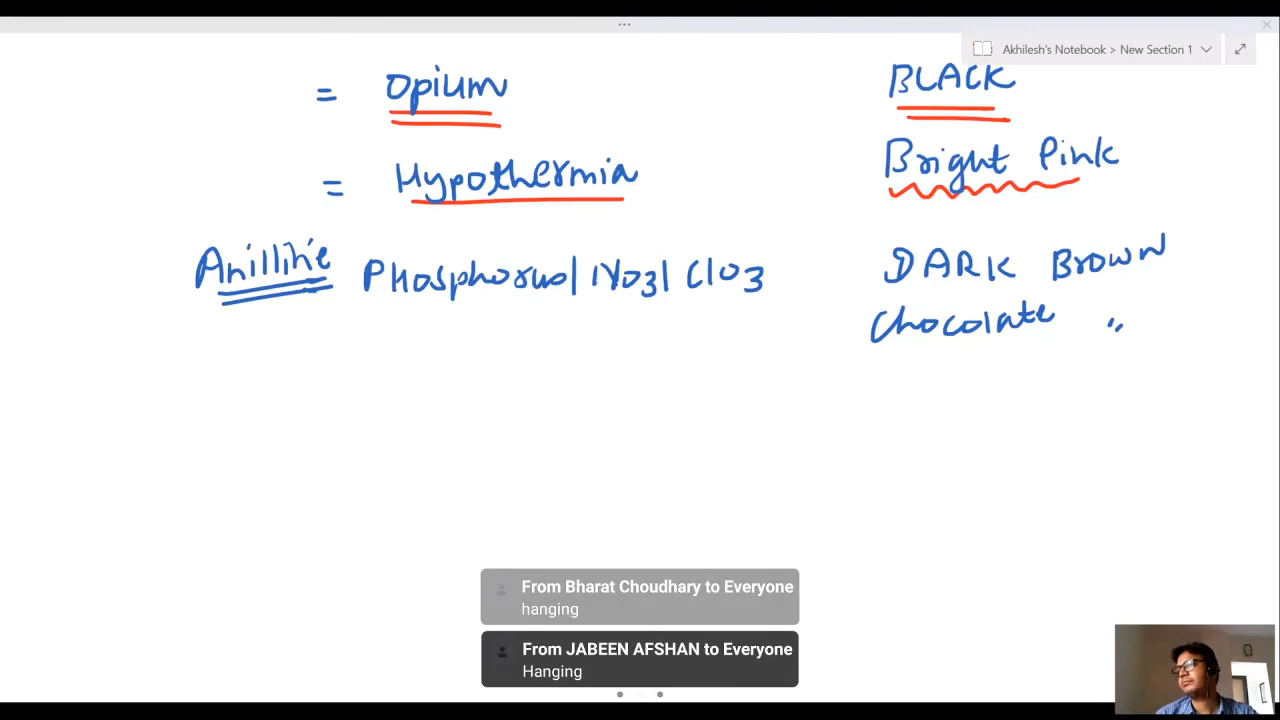 Akhilesh's Notebook > New Section 1
= Opium BLACK
= Hypothermia Bright Pink
Anilline Phosphorus/NO3/ClO3 DARK Brown
Chocolate "
From Bharat Choudhary to Everyone
hanging
From JABEEN AFSHAN to Everyone
Hanging